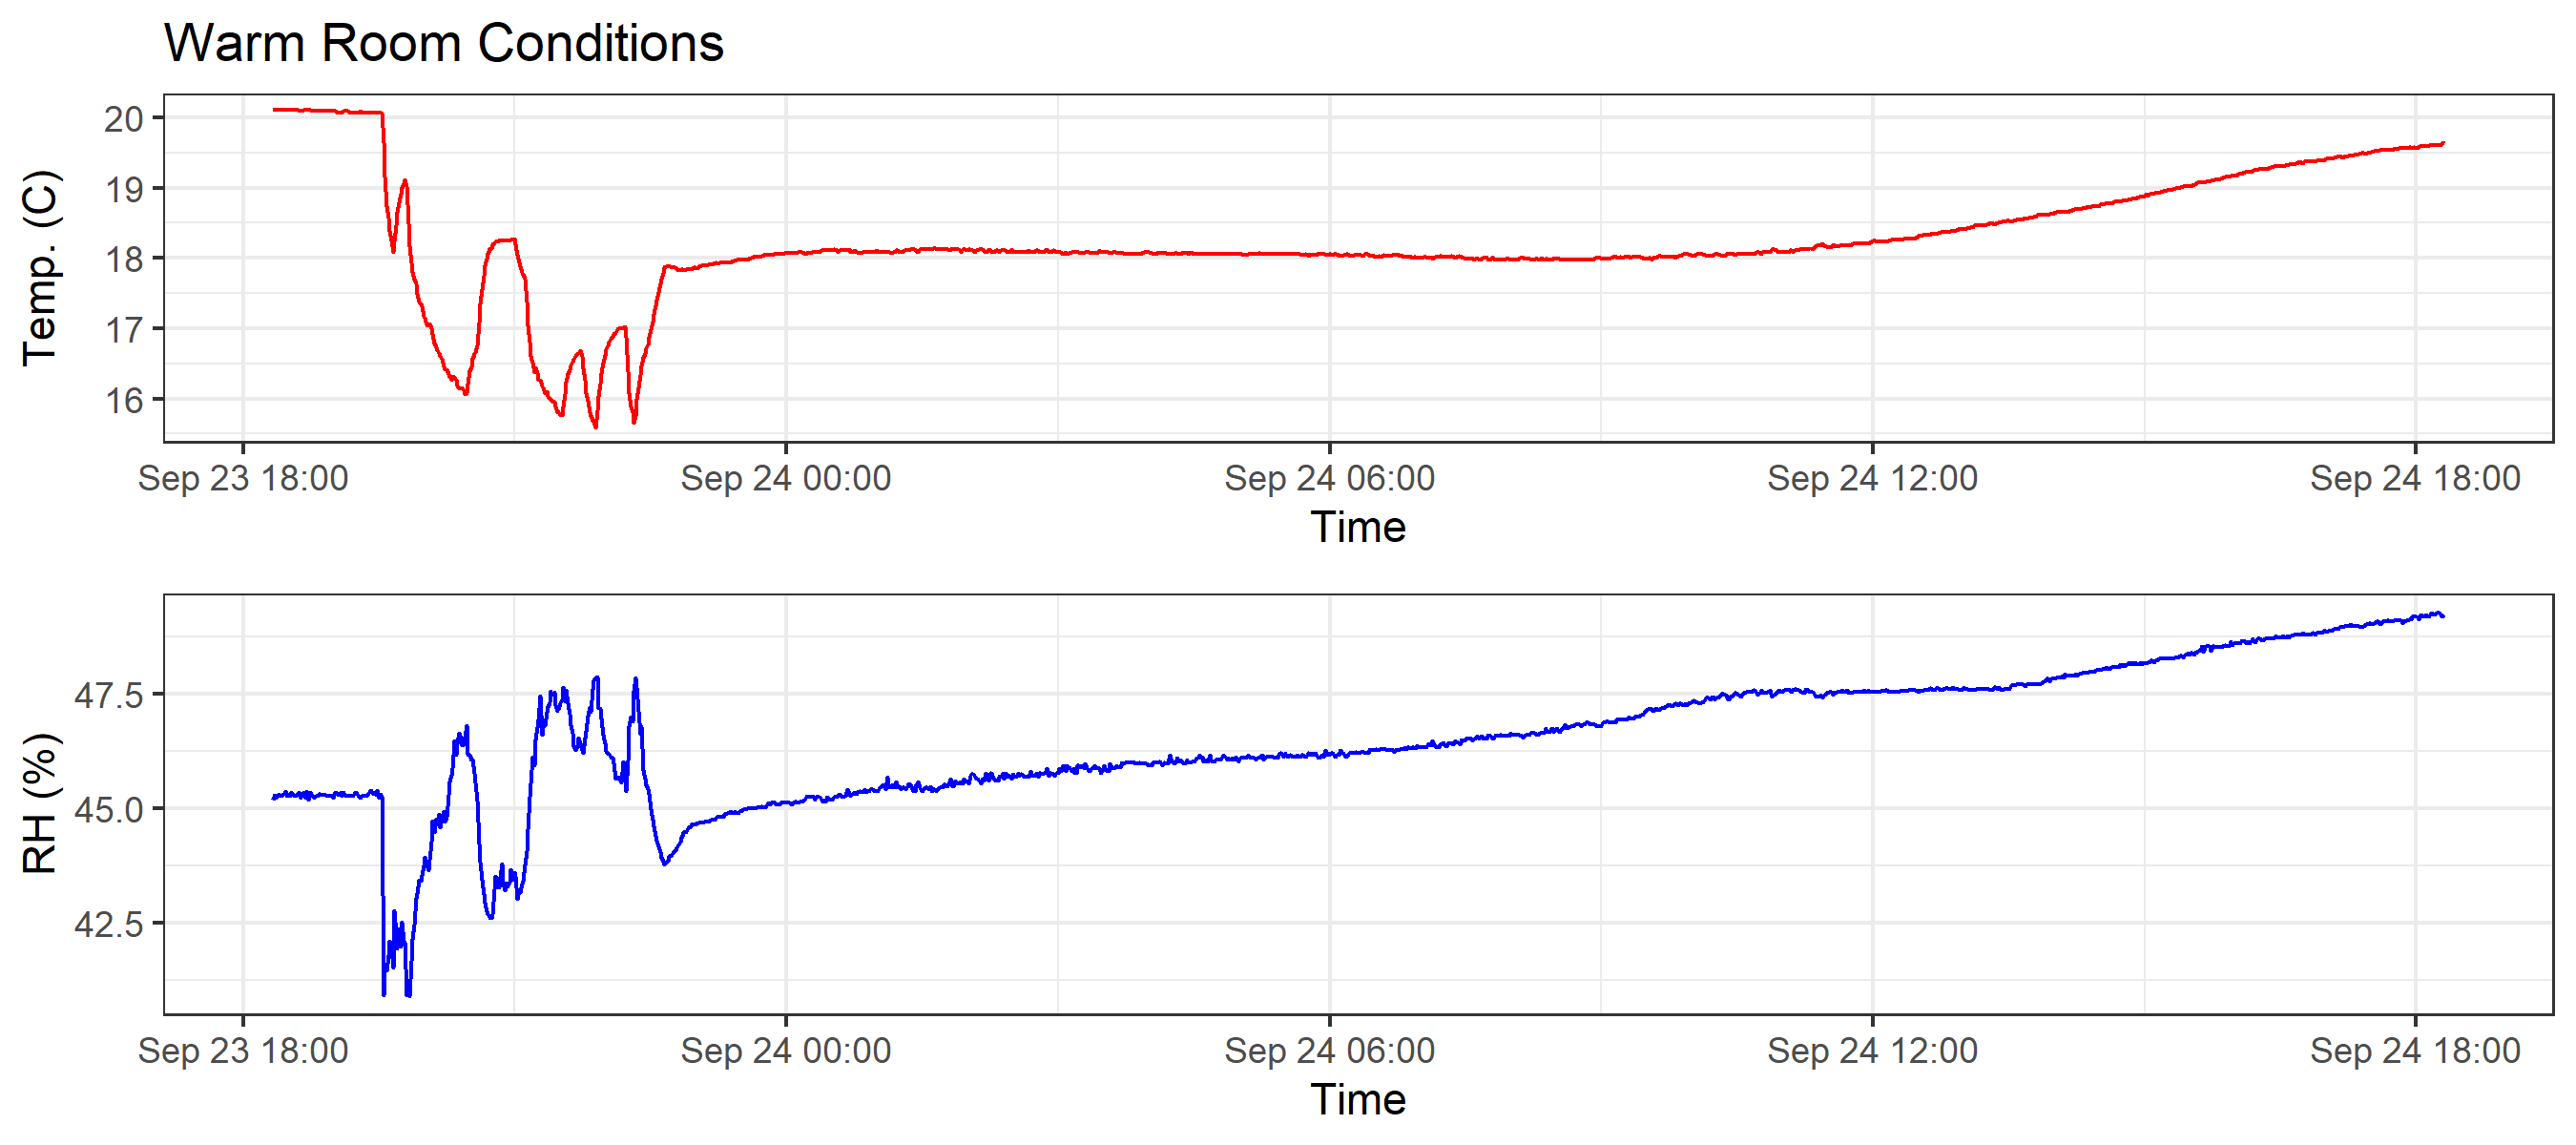 Warm Room Conditions
Temp. (C)
20
19
18
17
16
Sep 23 18:00 Sep 24 00:00 Sep 24 06:00 Sep 24 12:00 Sep 24 18:00
Time
RH (%)
47.5
45.0
42.5
Sep 23 18:00 Sep 24 00:00 Sep 24 06:00 Sep 24 12:00 Sep 24 18:00
Time